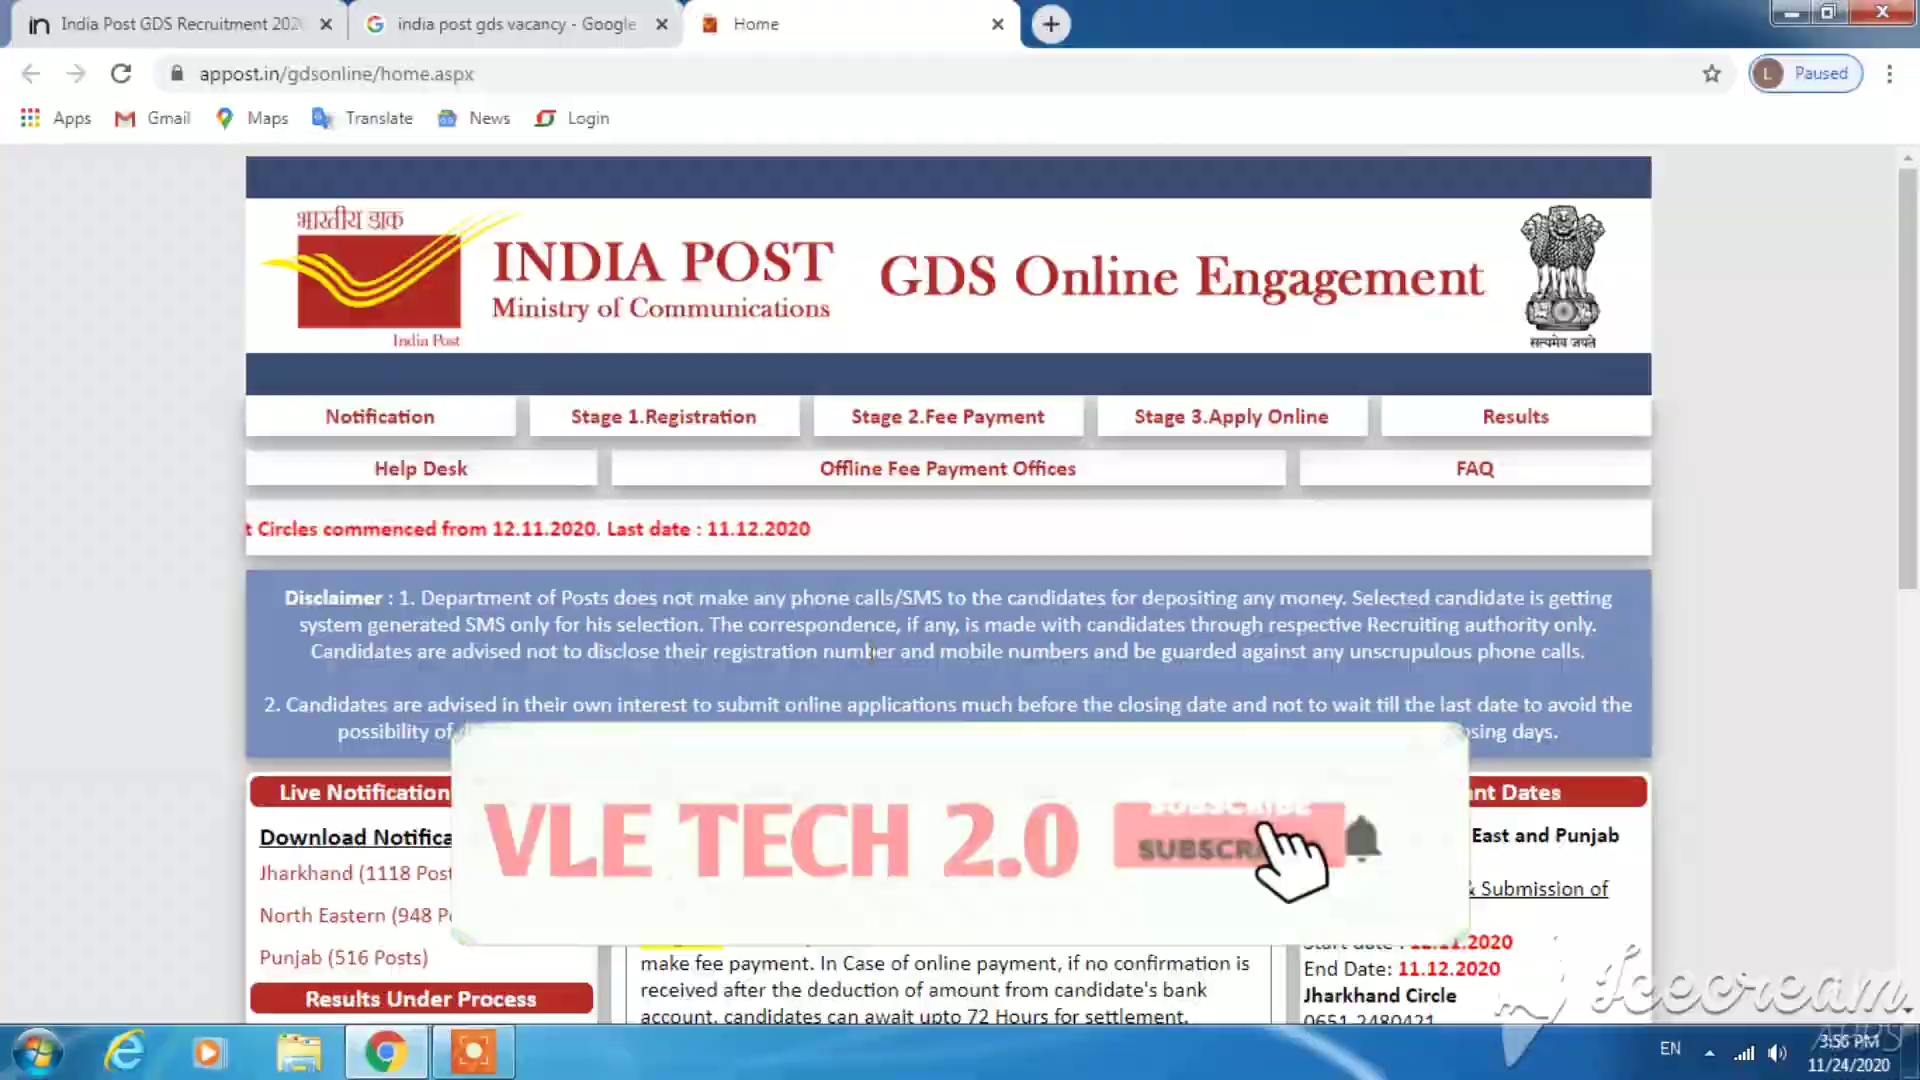 India Post GDS Recruitment 202
india post gds vacancy - Google
Home
appost.in/gdsonline/home.aspx
L Paused
Apps Gmail Maps Translate News Login
भारतीय डाक
India Post
INDIA POST
Ministry of Communications
GDS Online Engagement
सत्यमेव जयते
Notification Stage 1.Registration Stage 2.Fee Payment Stage 3.Apply Online Results
Help Desk Offline Fee Payment Offices FAQ
t Circles commenced from 12.11.2020. Last date : 11.12.2020
Disclaimer : 1. Department of Posts does not make any phone calls/SMS to the candidates for depositing any money. Selected candidate is getting
system generated SMS only for his selection. The correspondence, if any, is made with candidates through respective Recruiting authority only.
Candidates are advised not to disclose their registration number and mobile numbers and be guarded against any unscrupulous phone calls.
2. Candidates are advised in their own interest to submit online applications much before the closing date and not to wait till the last date to avoid the
possibility of
sing days.
Live Notification
Download Notifica
Jharkhand (1118 Post
North Eastern (948 P
Punjab (516 Posts)
Results Under Process
VLE TECH 2.0
SUBSCRIBE
SUBSCR
make fee payment. In Case of online payment, if no confirmation is
received after the deduction of amount from candidate's bank
account, candidates can await upto 72 Hours for settlement.
nt Dates
East and Punjab
& Submission of
Start date : 12.11.2020
End Date: 11.12.2020
Jharkhand Circle
0651 2480421
Icecream
APPS
EN
3:56 PM
11/24/2020